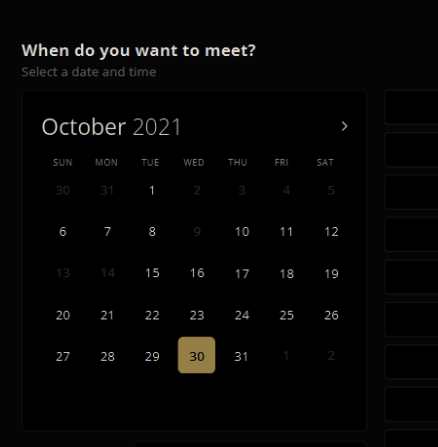 When do you want to meet?
Select a date and time
October 2021
SUN MON TUE WED THU FRI SAT
30 31 1 2 3 4 5
6 7 8 9 10 11 12
13 14 15 16 17 18 19
20 21 22 23 24 25 26
27 28 29 30 31 1 2